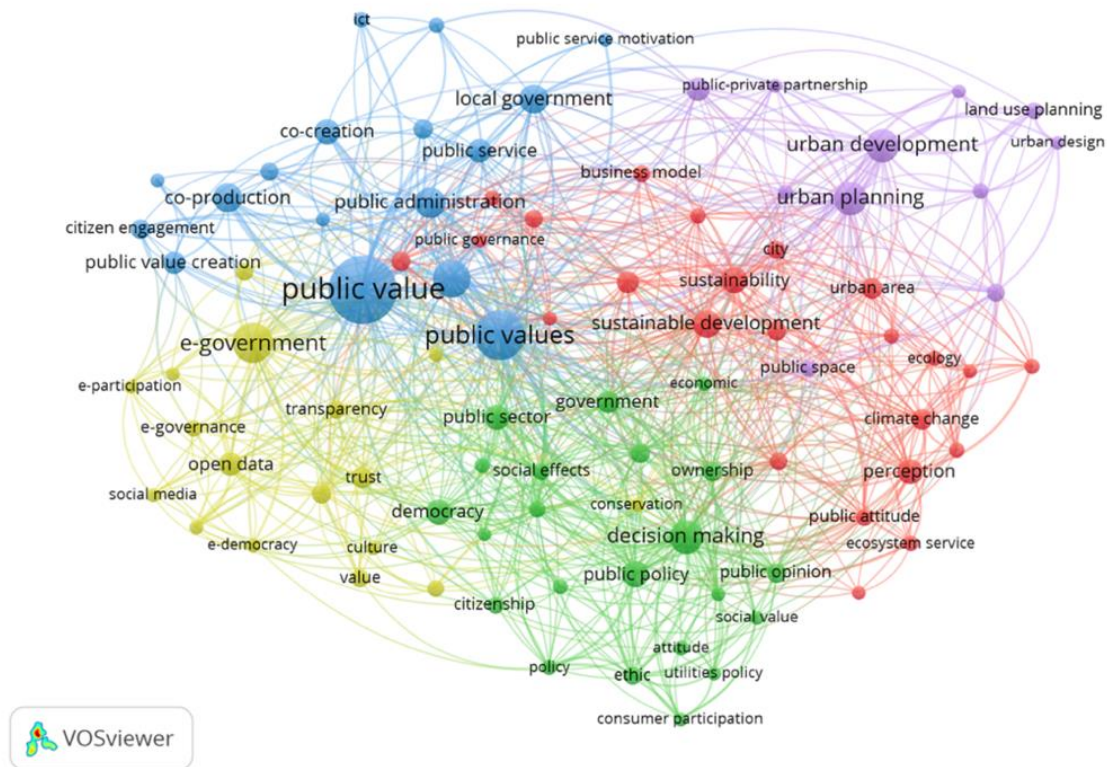 ict
public service motivation
public-private partnership
local government
land use planning
co-creation
urban development
urban design
public service
business model
co-production
public administration
urban planning
citizen engagement
public governance
city
public value creation
sustainability
urban area
public value
sustainable development
public values
e-government
ecology
public space
e-participation
economic
transparency
government
public sector
climate change
e-governance
open data
social effects
ownership
perception
trust
social media
conservation
democracy
public attitude
decision making
e-democracy
culture
ecosystem service
value
public policy
public opinion
citizenship
social value
attitude
policy
ethic
utilities policy
consumer participation
VOSviewer